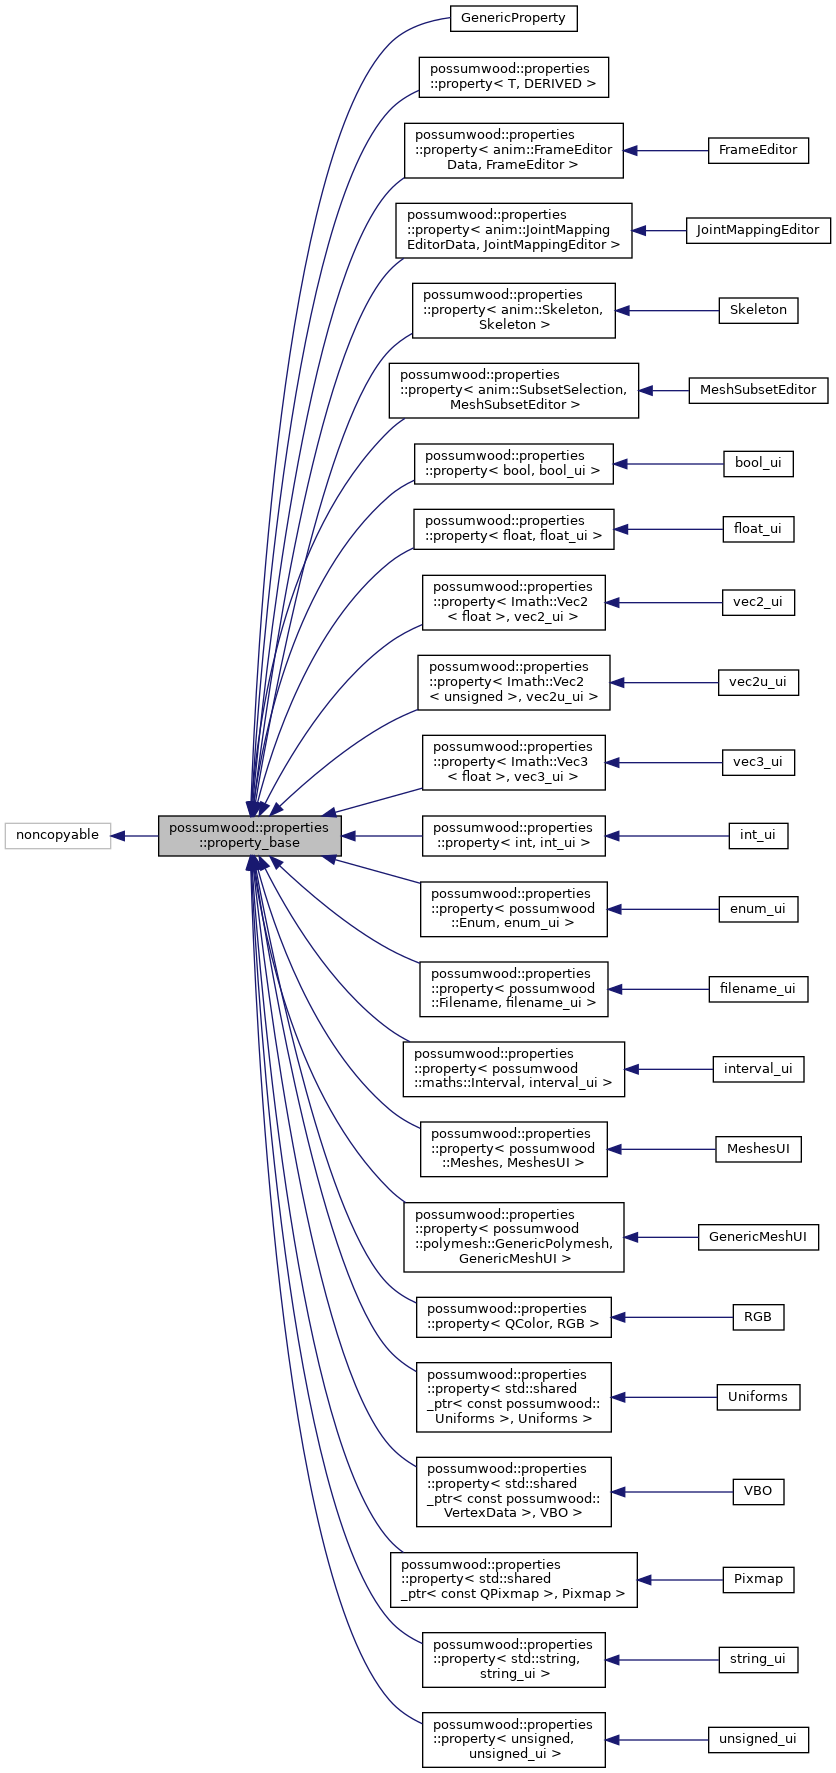 GenericProperty
possumwood::properties
::property< T, DERIVED >
possumwood::properties
::property< anim::FrameEditor
Data, FrameEditor >
FrameEditor
possumwood::properties
::property< anim::JointMapping
EditorData, JointMappingEditor >
JointMappingEditor
possumwood::properties
::property< anim::Skeleton,
Skeleton >
Skeleton
possumwood::properties
::property< anim::SubsetSelection,
MeshSubsetEditor >
MeshSubsetEditor
possumwood::properties
::property< bool, bool_ui >
bool_ui
possumwood::properties
::property< float, float_ui >
float_ui
possumwood::properties
::property< Imath::Vec2
< float >, vec2_ui >
vec2_ui
possumwood::properties
::property< Imath::Vec2
< unsigned >, vec2u_ui >
vec2u_ui
possumwood::properties
::property< Imath::Vec3
< float >, vec3_ui >
vec3_ui
noncopyable
possumwood::properties
::property_base
possumwood::properties
::property< int, int_ui >
int_ui
possumwood::properties
::property< possumwood
::Enum, enum_ui >
enum_ui
possumwood::properties
::property< possumwood
::Filename, filename_ui >
filename_ui
possumwood::properties
::property< possumwood
::maths::Interval, interval_ui >
interval_ui
possumwood::properties
::property< possumwood
::Meshes, MeshesUI >
MeshesUI
possumwood::properties
::property< possumwood
::polymesh::GenericPolymesh,
GenericMeshUI >
GenericMeshUI
possumwood::properties
::property< QColor, RGB >
RGB
possumwood::properties
::property< std::shared
_ptr< const possumwood::
Uniforms >, Uniforms >
Uniforms
possumwood::properties
::property< std::shared
_ptr< const possumwood::
VertexData >, VBO >
VBO
possumwood::properties
::property< std::shared
_ptr< const QPixmap >, Pixmap >
Pixmap
possumwood::properties
::property< std::string,
string_ui >
string_ui
possumwood::properties
::property< unsigned,
unsigned_ui >
unsigned_ui